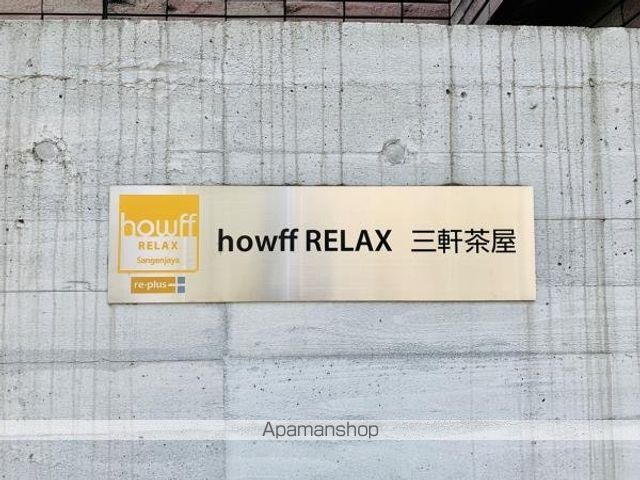 howff
RELAX
Sangenjaya
re-plus
howff RELAX 三軒茶屋
Apamanshop